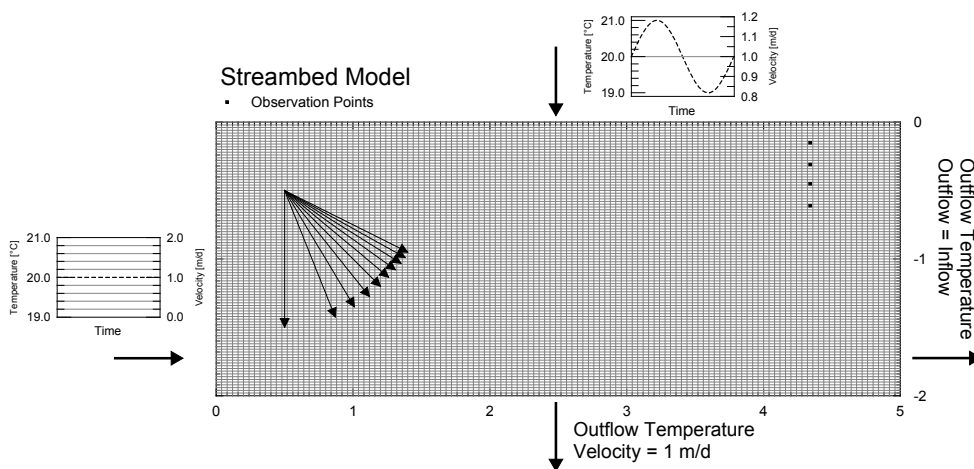 Temperature [°C]
21.0
20.0
19.0
1.2
1.1
1.0
0.9
0.8
Velocity [m/d]
Time
Streambed Model
Observation Points
0
-1
-2
Outflow Temperature
Outflow = Inflow
Temperature [°C]
21.0
20.0
19.0
2.0
1.0
0.0
Velocity [m/d]
Time
0
1
2
3
4
5
Outflow Temperature
Velocity = 1 m/d